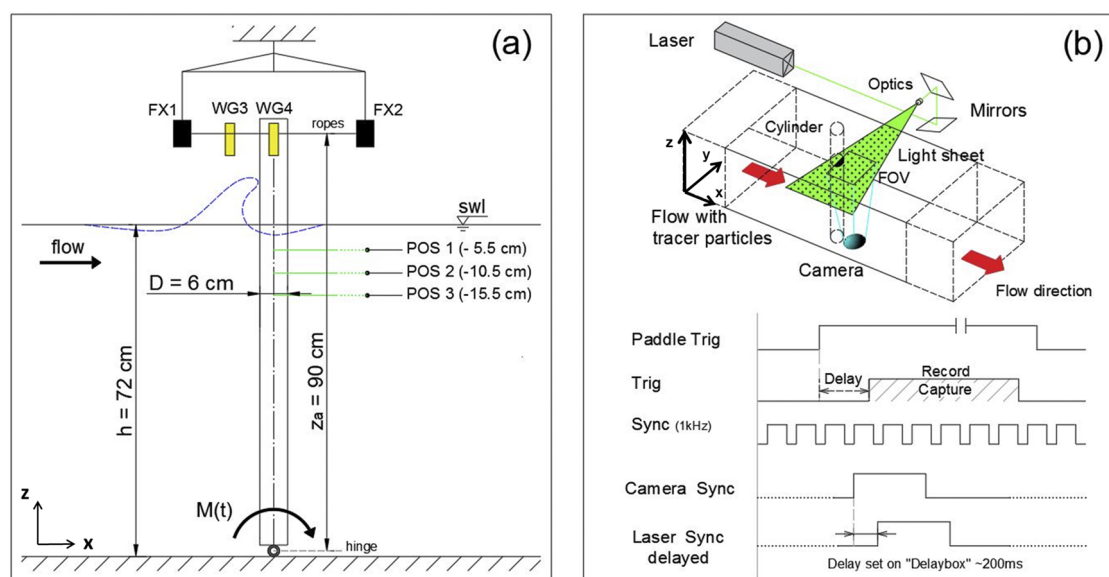 (a)
FX1
WG3
WG4
FX2
ropes
swl
flow
POS 1 (- 5.5 cm)
POS 2 (-10.5 cm)
POS 3 (-15.5 cm)
D = 6 cm
h = 72 cm
za = 90 cm
M(t)
z
x
hinge
(b)
Laser
Optics
Mirrors
Cylinder
Light sheet
FOV
z
y
x
Flow with
tracer particles
Camera
Flow direction
Paddle Trig
Trig
Delay
Record
Capture
Sync (1kHz)
Camera Sync
Laser Sync
delayed
Delay set on "Delaybox" ~200ms